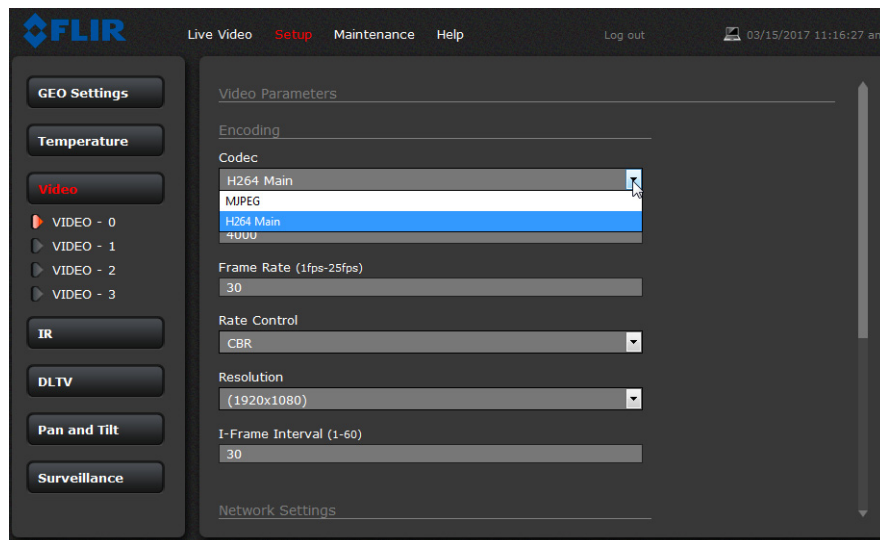 FLIR
Live Video Setup Maintenance Help Log out 03/15/2017 11:16:27 am
GEO Settings
Temperature
Video
VIDEO - 0
VIDEO - 1
VIDEO - 2
VIDEO - 3
IR
DLTV
Pan and Tilt
Surveillance
Video Parameters
Encoding
Codec
H264 Main
MJPEG
H264 Main
4000
Frame Rate (1fps-25fps)
30
Rate Control
CBR
Resolution
(1920x1080)
I-Frame Interval (1-60)
30
Network Settings